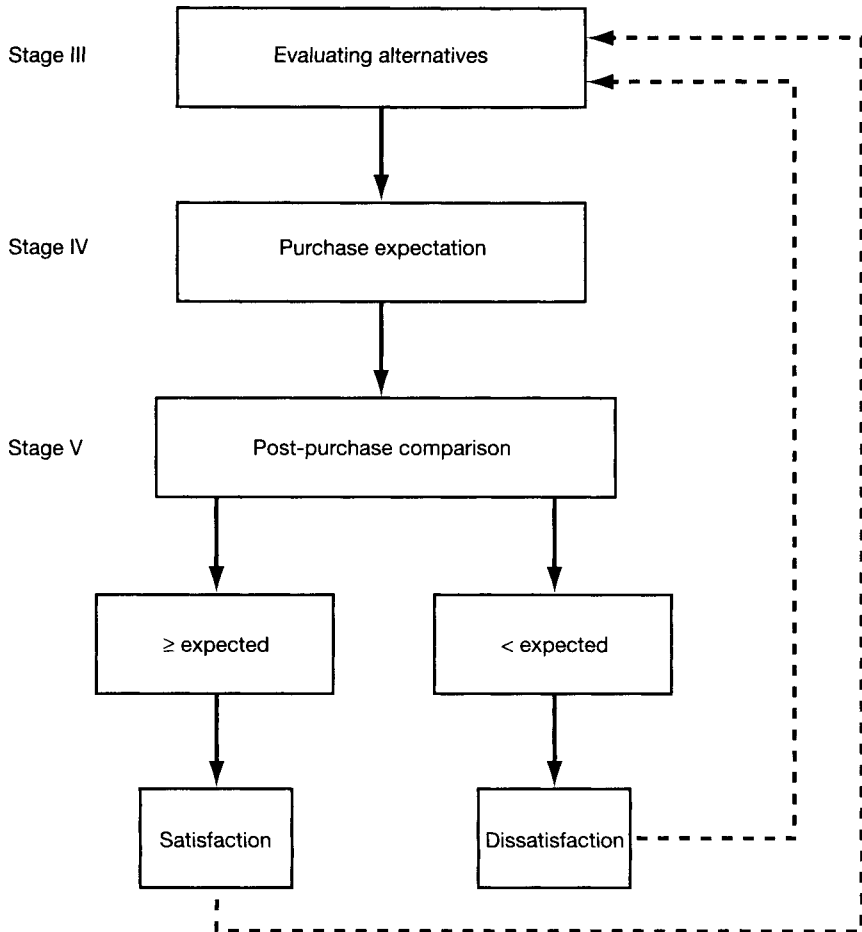 Stage III
Evaluating alternatives
Stage IV
Purchase expectation
Stage V
Post-purchase comparison
≥ expected
< expected
Satisfaction
Dissatisfaction